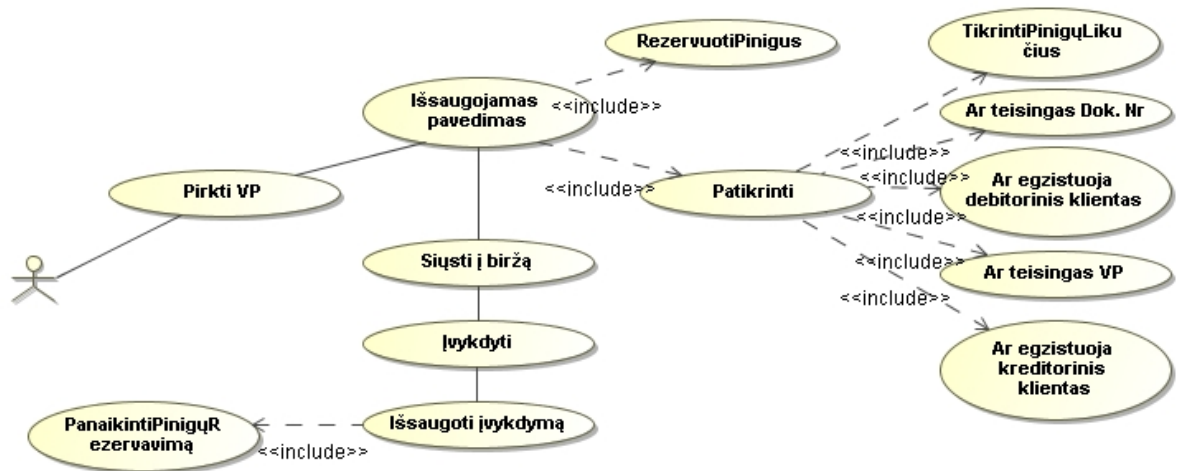 RezervuotiPinigus
TikrintiPinigųLiku
čius
Išsaugojamas
pavedimas
<<include>>
Ar teisingas Dok. Nr
<<include>>
Pirkti VP
<<include>>
Patikrinti
<<include>>
Ar egzistuoja
debitorinis klientas
<<include>>
Siųsti į biržą
<<include>>
Ar teisingas VP
<<include>>
Įvykdyti
Ar egzistuoja
kreditorinis
klientas
PanaikintiPinigųR
ezervavimą
<<include>>
Išsaugoti įvykdymą